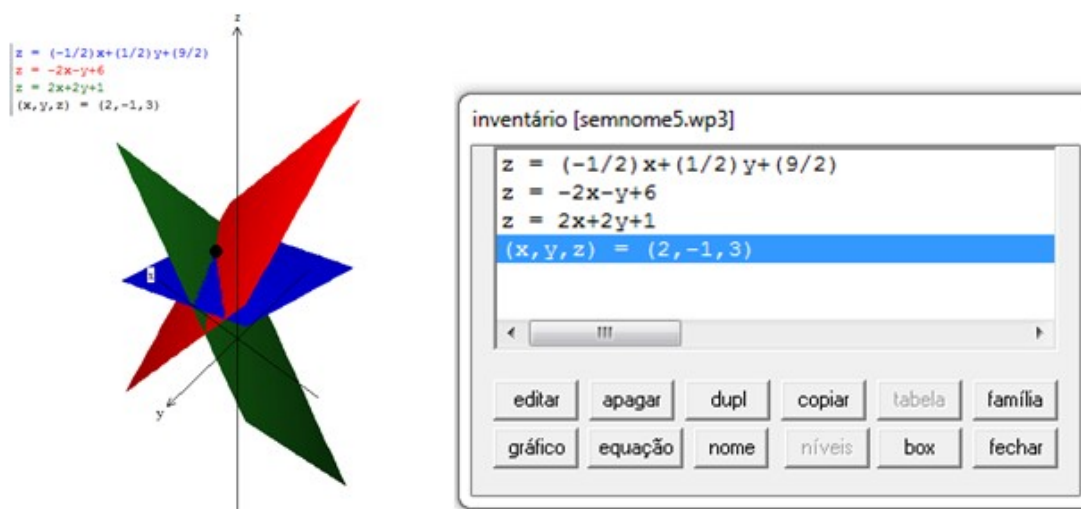 z
z = (-1/2)x+(1/2)y+(9/2)
z = -2x-y+6
z = 2x+2y+1
(x,y,z) = (2,-1,3)
x
y
inventário [semnome5.wp3]
z = (-1/2)x+(1/2)y+(9/2)
z = -2x-y+6
z = 2x+2y+1
(x,y,z) = (2,-1,3)
editar apagar dupl copiar tabela família
gráfico equação nome níveis box fechar